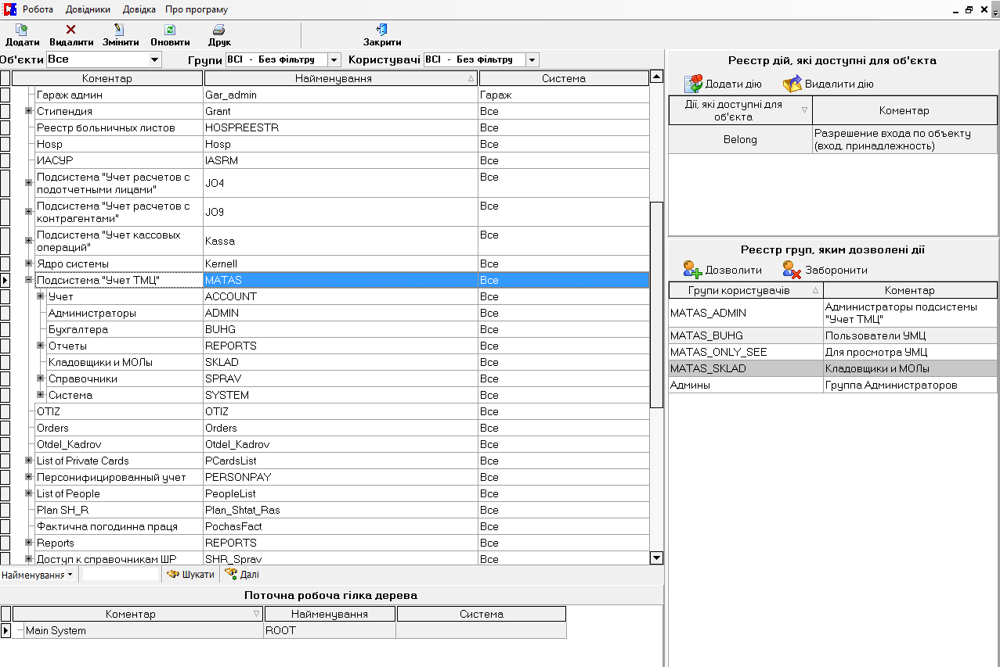 Робота Довідники Довідка Про програму
Додати Видалити Змінити Оновити Друк Закрити
Об'єкти Все Групи ВСІ - Без фільтру Користувачі ВСІ - Без фільтру
Коментар Найменування Система
Гараж админ Gar_admin Гараж
Стипендия Grant Все
Реестр больничных листов HOSPREESTR Все
Hosp Hosp Все
ИАСУР IASRM Все
Подсистема "Учет расчетов с
подотчетными лицами" JO4 Все
Подсистема "Учет расчетов с
контрагентами" JO9 Все
Подсистема "Учет кассовых
операций" Kassa Все
Ядро системы Kernell Все
Подсистема "Учет ТМЦ" MATAS Все
Учет ACCOUNT Все
Администраторы ADMIN Все
Бухгалтера BUHG Все
Отчеты REPORTS Все
Кладовщики и МОЛы SKLAD Все
Справочники SPRAV Все
Система SYSTEM Все
OTIZ OTIZ Все
Orders Orders Все
Otdel_Kadrov Otdel_Kadrov Все
List of Private Cards PCardsList Все
Персонифицированный учет PERSONPAY Все
List of People PeopleList Все
Plan SH_R Plan_Shtat_Ras Все
Фактична погодинна праця PochasFact Все
Reports REPORTS Все
Доступ к справочникам ШР SHR_Sprav Все
Найменування Шукати Далі
Поточна робоча гілка дерева
Коментар Найменування Система
Main System ROOT
Реєстр дій, які доступні для об'єкта
Додати дію Видалити дію
Дії, які доступні для
об'єкта Коментар
Belong Разрешение входа по объекту
(вход, принадлежность)
Реєстр груп, яким дозволені дії
Дозволити Заборонити
Групи користувачів Коментар
MATAS_ADMIN Администраторы подсистемы
"Учет ТМЦ"
MATAS_BUHG Пользователи УМЦ
MATAS_ONLY_SEE Для просмотра УМЦ
MATAS_SKLAD Кладовщики и МОЛы
Админы Группа Администраторов